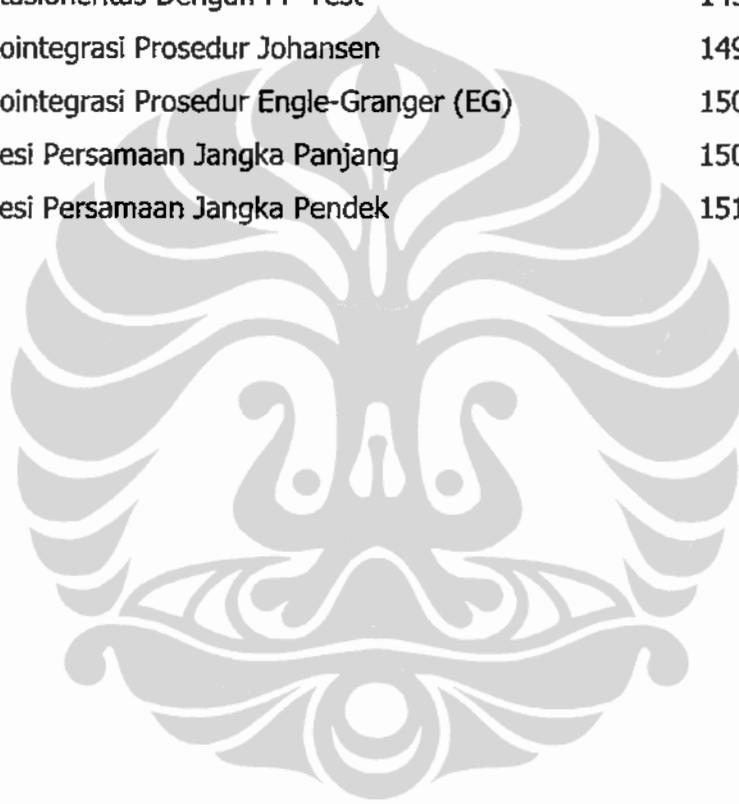 tasioneritas Dengan PP Test 145
ointegrasi Prosedur Johansen 149
ointegrasi Prosedur Engle-Granger (EG) 150
esi Persamaan Jangka Panjang 150
esi Persamaan Jangka Pendek 151